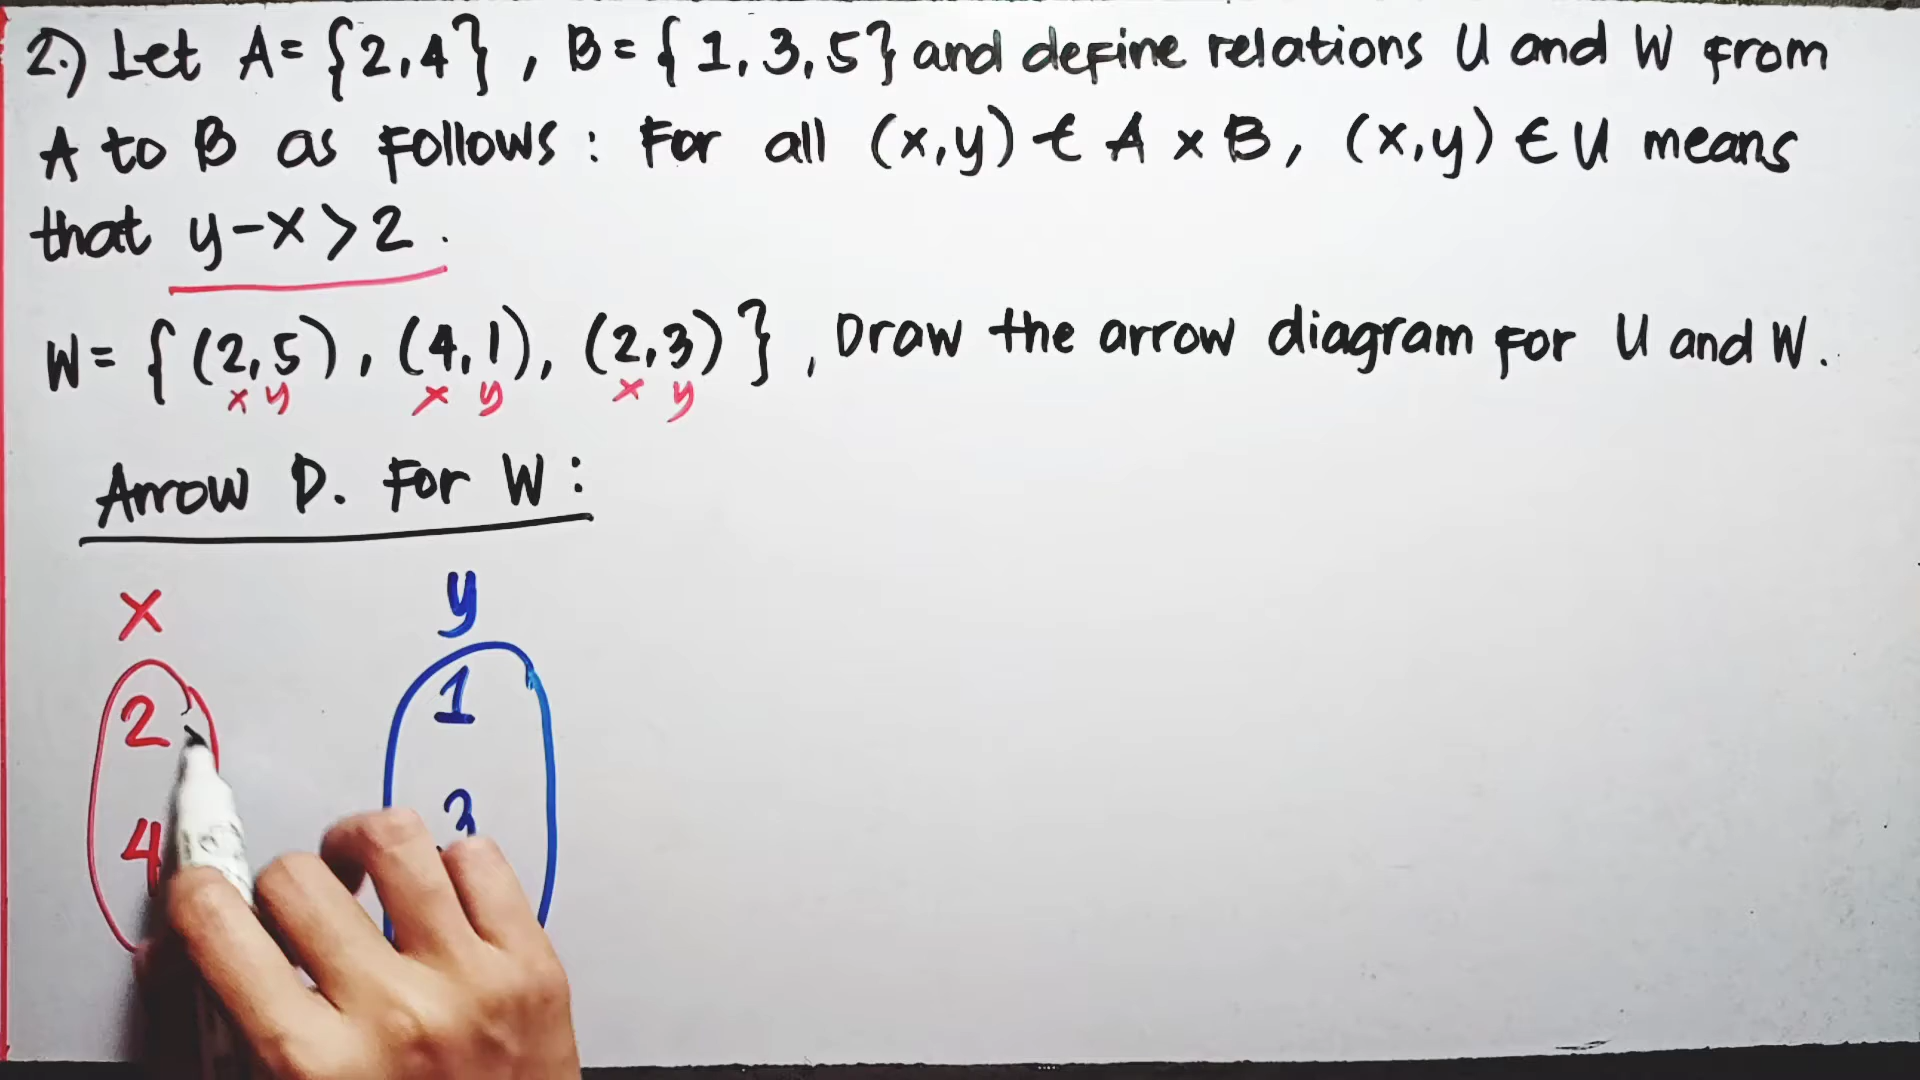 2.) Let A = {2,4} , B = {1,3,5} and define relations U and W from
A to B as follows : For all (x,y) ∈ A × B, (x,y) ∈ U means
that y-x>2.
W = {(2,5), (4,1), (2,3)} , Draw the arrow diagram for U and W.
x y x y x y
Arrow D. For W :
x y
2 1
4 3